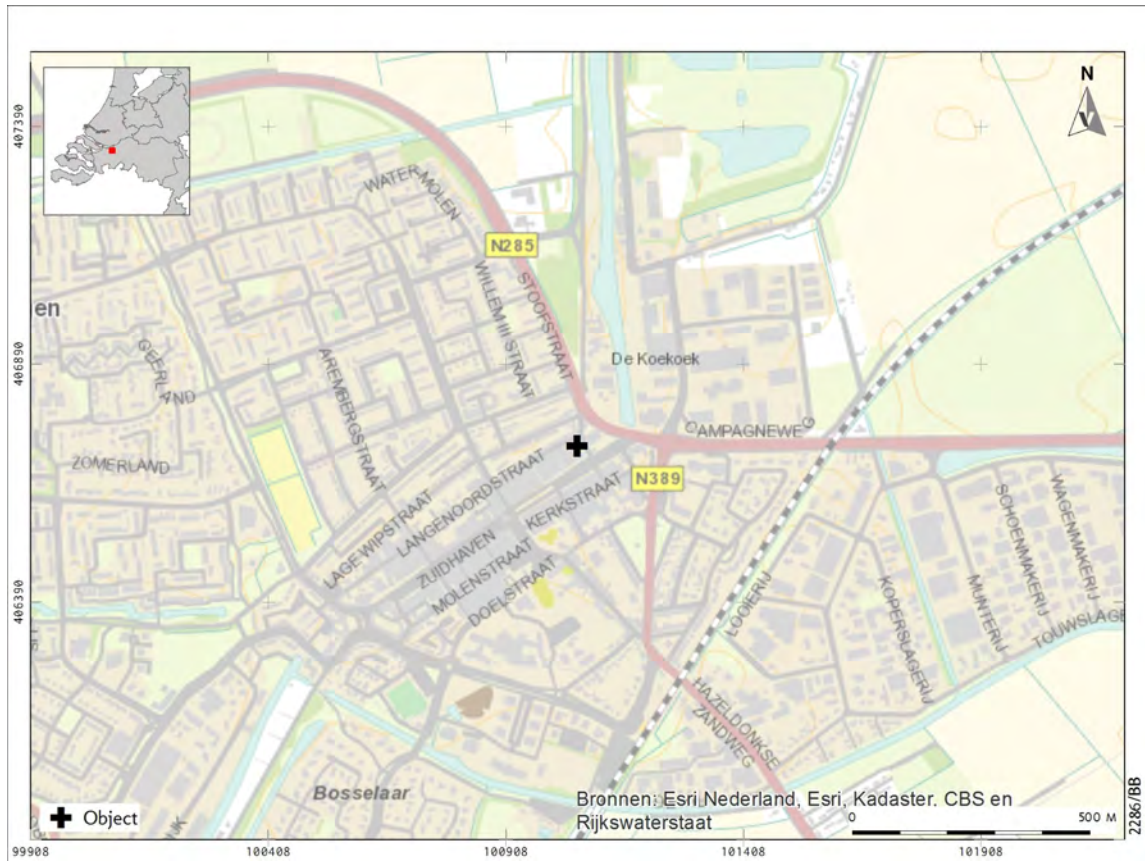 N
407390
WATER MOLEN
N285
WILLEM III STRAAT
STOOFSTRAAT
en
De Koekoek
GEERLAND
406890
AREMBERGSTRAAT
CAMPAGNEWEG
ZOMERLAND
LANGENOORDSTRAAT
N389
KERKSTRAAT
LAGE WIPSTRAAT
ZUIDHAVEN
MOLENSTRAAT
DOELSTRAAT
SCHOENMAKERIJ
WAGENMAKERIJ
MUNTERIJ
KOPERSLAGERIJ
LOOIERIJ
TOUWSLAGE
406390
HAZELDONKSE
ZANDWEG
Bosselaar
Object
Bronnen: Esri Nederland, Esri, Kadaster. CBS en
Rijkswaterstaat
0 500 M
2286/BB
99908 100408 100908 101408 101908